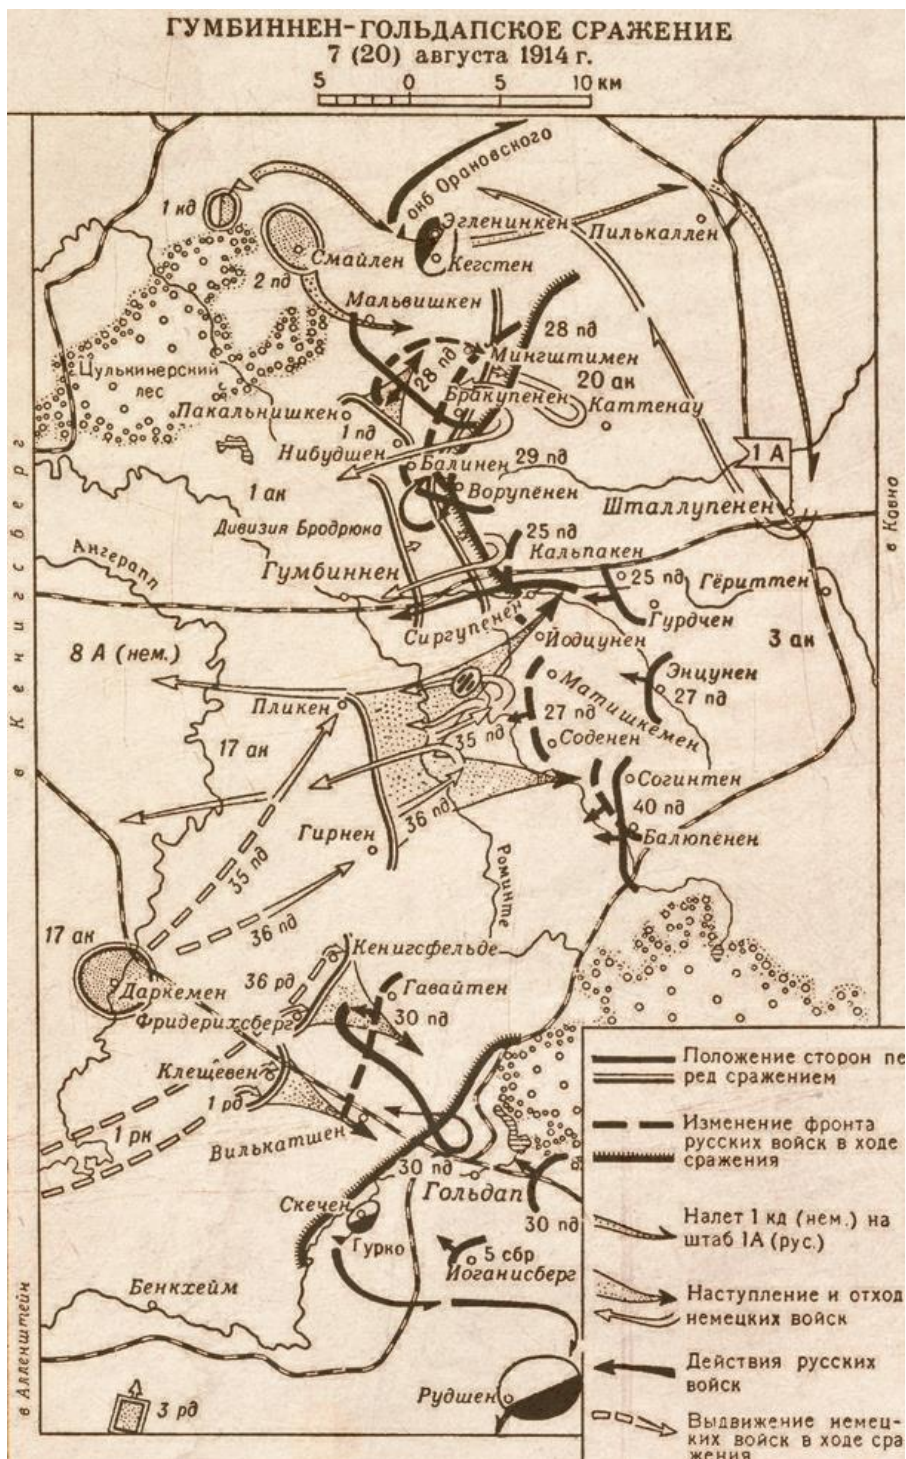 ГУМБИННЕН-ГОЛЬДАПСКОЕ СРАЖЕНИЕ
7 (20) августа 1914 г.
5 0 5 10 км
окб Орановского
1 кд
Эгленинкен
Пилькаллен
Смайлен
Кегстен
2 пд
Мальвишкен
28 пд
28 пд
Мингштимен
Цулькинерский
лес
20 ак
Бракупенен
Каттенау
Пакальнишкен
1 пд
Нибудшен
1 А
Балинен
29 пд
1 ак
Ворупенен
Шталлупенен
в Ковно
Дивизия Бродрюка
25 пд
Кальпакен
Ангерапп
Гумбиннен
25 пд
Гёриттен
Сиргупенен
Гурдчен
Йодцунен
3 ак
8 А (нем.)
Энцунен
27 пд
в Кенигсберг
Матишкемен
Пликен
27 пд
35 пд
17 ак
Соденен
Согинтен
36 пд
40 пд
Гирнен
Балюпенен
35 пд
Роминте
36 пд
17 ак
Кенигсфельде
36 рд
Даркемен
Гавайтен
Фридерихсберг
30 пд
Клещевен
1 рд
1 рк
Вилькатшен
30 пд
Гольдап
Скечен
30 пд
Гурко
5 сбр
Иоганисберг
Бенкхейм
в Алленштейн
Рудшен
3 рд
Положение сторон пе
ред сражением
Изменение фронта
русских войск в ходе
сражения
Налет 1 кд (нем.) на
штаб 1А (рус.)
Наступление и отход
немецких войск
Действия русских
войск
Выдвижение немец-
ких войск в ходе сра
жения